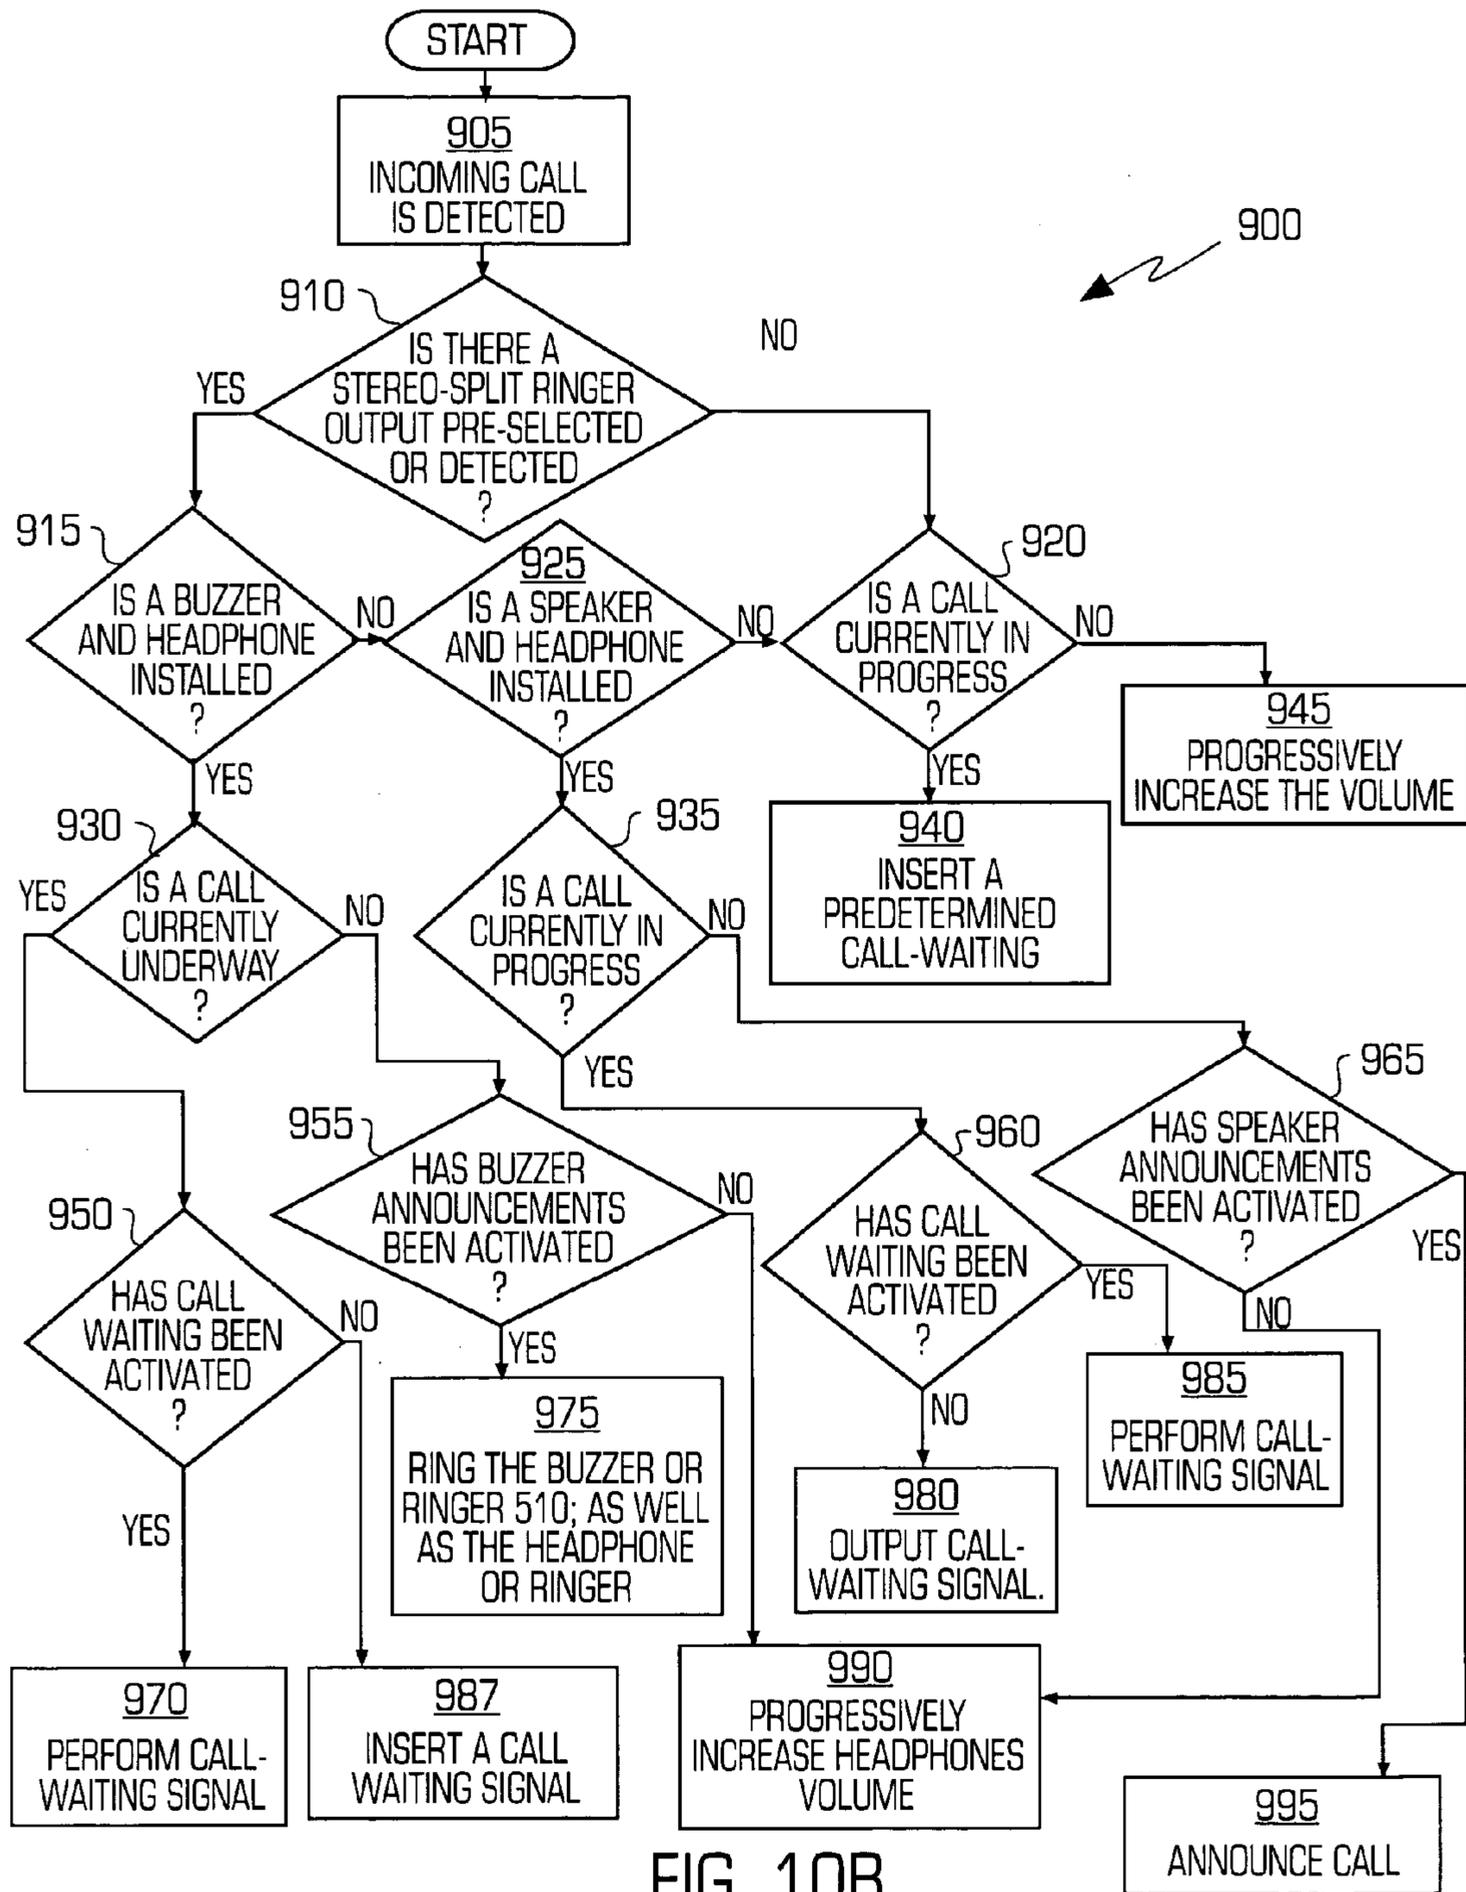 START
905
INCOMING CALL
IS DETECTED
900
910
IS THERE A
STEREO-SPLIT RINGER
OUTPUT PRE-SELECTED
OR DETECTED
?
YES
NO
915
IS A BUZZER
AND HEADPHONE
INSTALLED
?
NO
YES
925
IS A SPEAKER
AND HEADPHONE
INSTALLED
?
NO
YES
920
IS A CALL
CURRENTLY IN
PROGRESS
?
NO
YES
945
PROGRESSIVELY
INCREASE THE VOLUME
940
INSERT A
PREDETERMINED
CALL-WAITING
930
IS A CALL
CURRENTLY
UNDERWAY
?
YES
NO
935
IS A CALL
CURRENTLY IN
PROGRESS
?
NO
YES
955
HAS BUZZER
ANNOUNCEMENTS
BEEN ACTIVATED
?
NO
YES
960
HAS CALL
WAITING BEEN
ACTIVATED
?
YES
NO
965
HAS SPEAKER
ANNOUNCEMENTS
BEEN ACTIVATED
?
YES
NO
950
HAS CALL
WAITING BEEN
ACTIVATED
?
NO
YES
975
RING THE BUZZER OR
RINGER 510; AS WELL
AS THE HEADPHONE
OR RINGER
985
PERFORM CALL-
WAITING SIGNAL
980
OUTPUT CALL-
WAITING SIGNAL.
970
PERFORM CALL-
WAITING SIGNAL
987
INSERT A CALL
WAITING SIGNAL
990
PROGRESSIVELY
INCREASE HEADPHONES
VOLUME
995
ANNOUNCE CALL
FIG. 10B